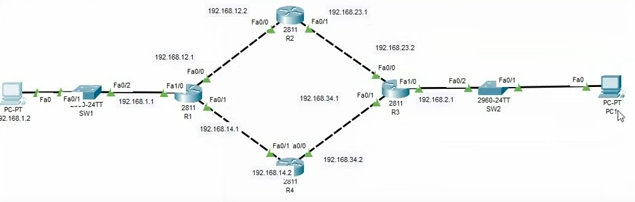 192.168.12.2
192.168.23.1
Fa0/0
Fa0/1
2811
R2
192.168.12.1
192.168.23.2
Fa0/0
Fa0/0
PC-PT
92.168.1.2
Fa0
Fa0/1
-24TT
SW1
Fa0/2
192.168.1.1
Fa1/0
2811
R1
Fa0/1
192.168.14.1
192.168.34.1
Fa0/1
Fa1/0
2811
R3
192.168.2.1
Fa0/2
2960-24TT
SW2
Fa0/1
Fa0
PC-PT
PC1
Fa0/1
a0/0
192.168.34.2
192.168.14.2
2811
R4